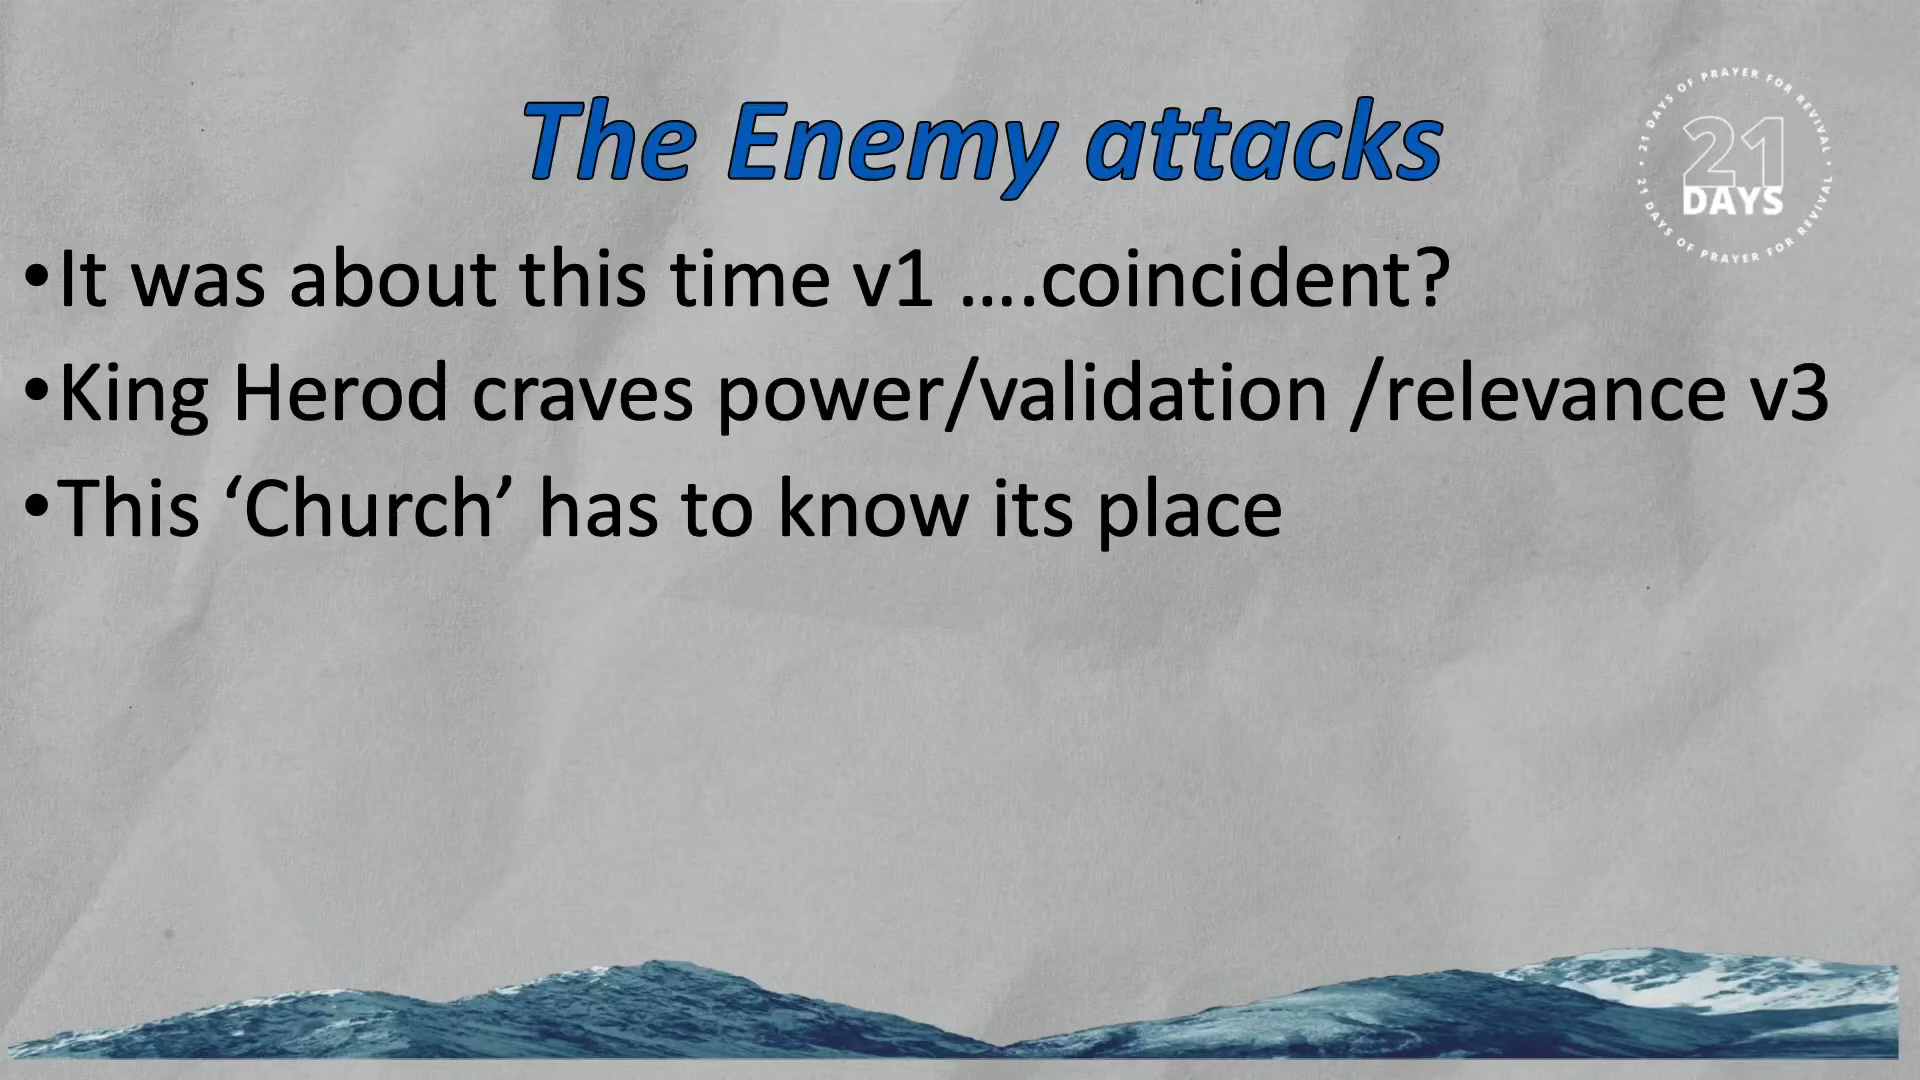 The Enemy attacks
21 DAYS OF PRAYER FOR REVIVAL • 21 DAYS OF PRAYER FOR REVIVAL •
21
DAYS
•It was about this time v1 ....coincident?
•King Herod craves power/validation /relevance v3
•This ‘Church’ has to know its place